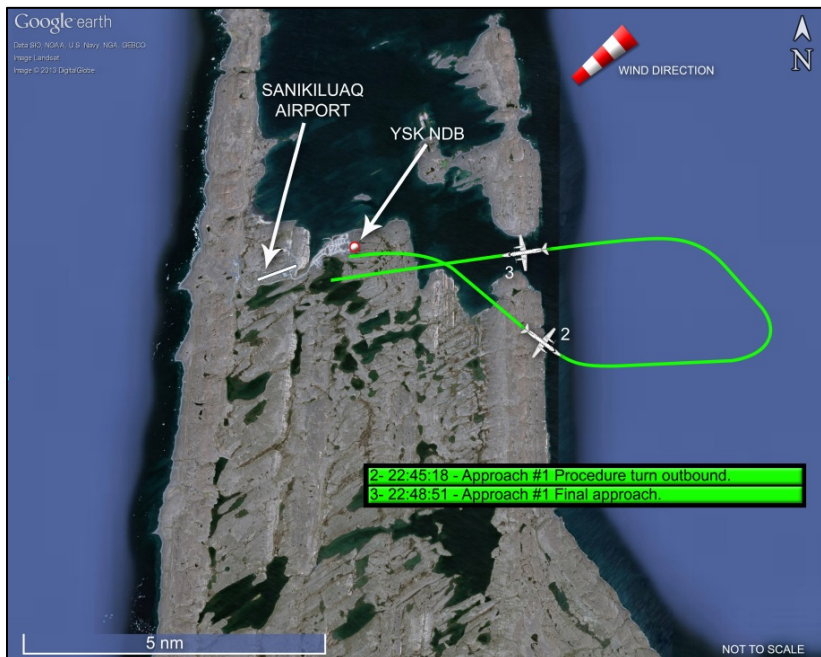 Google earth
Data SIO, NOAA, U.S. Navy, NGA, GEBCO
Image Landsat
Image © 2013 DigitalGlobe
N
WIND DIRECTION
SANIKILUAQ
AIRPORT
YSK NDB
3
2
2- 22:45:18 - Approach #1 Procedure turn outbound.
3- 22:48:51 - Approach #1 Final approach.
5 nm
NOT TO SCALE